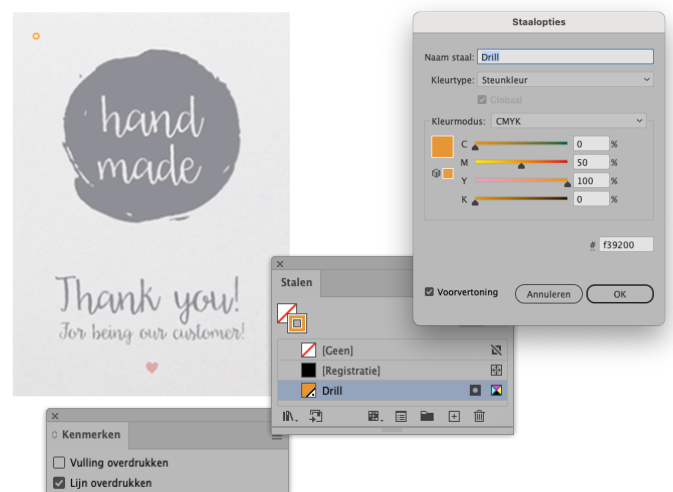 hand
made
Thank you!
For being our customer!
Staalopties
Naam staal: Drill
Kleurtype: Steunkleur
Globaal
Kleurmodus: CMYK
C 0 %
M 50 %
Y 100 %
K 0 %
# f39200
Voorvertoning
Annuleren
OK
Stalen
[Geen]
[Registratie]
Drill
Kenmerken
Vulling overdrukken
Lijn overdrukken